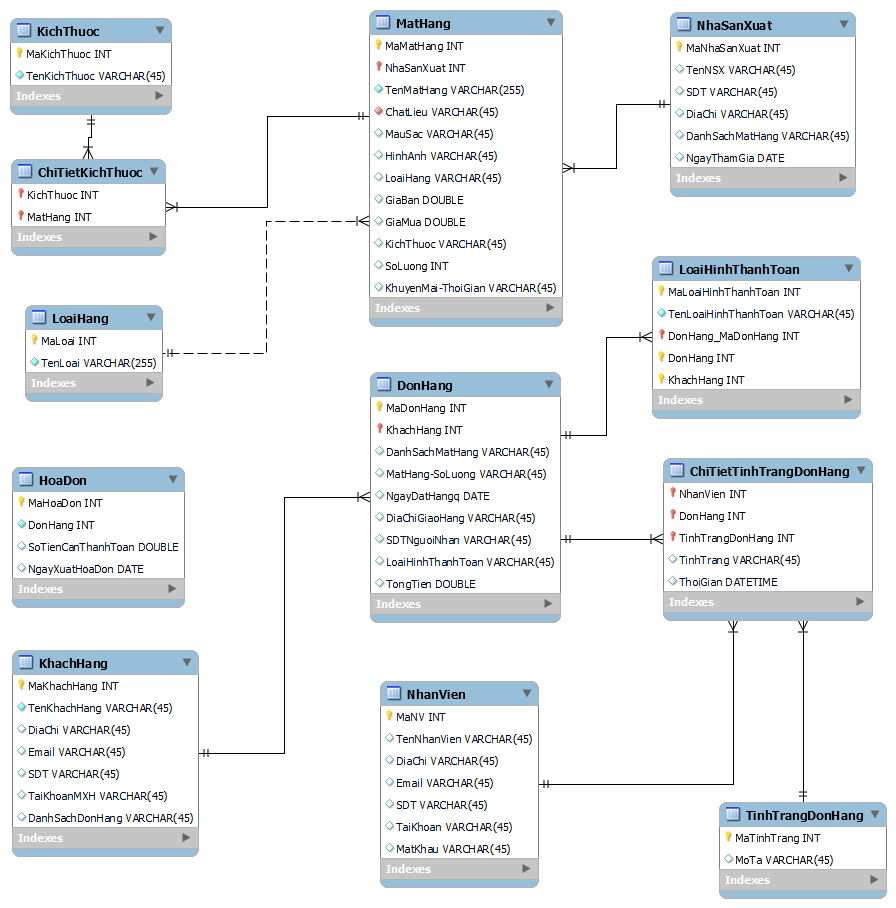 KichThuoc
MaKichThuoc INT
TenKichThuoc VARCHAR(45)
Indexes
MatHang
MaMatHang INT
NhaSanXuat INT
TenMatHang VARCHAR(255)
ChatLieu VARCHAR(45)
MauSac VARCHAR(45)
HinhAnh VARCHAR(45)
LoaiHang VARCHAR(45)
GiaBan DOUBLE
GiaMua DOUBLE
KichThuoc VARCHAR(45)
SoLuong INT
KhuyenMai-ThoiGian VARCHAR(45)
Indexes
NhaSanXuat
MaNhaSanXuat INT
TenNSX VARCHAR(45)
SDT VARCHAR(45)
DiaChi VARCHAR(45)
DanhSachMatHang VARCHAR(45)
NgayThamGia DATE
Indexes
ChiTietKichThuoc
KichThuoc INT
MatHang INT
Indexes
LoaiHang
MaLoai INT
TenLoai VARCHAR(255)
Indexes
LoaiHinhThanhToan
MaLoaiHinhThanhToan INT
TenLoaiHinhThanhToan VARCHAR(45)
DonHang_MaDonHang INT
DonHang INT
KhachHang INT
Indexes
DonHang
MaDonHang INT
KhachHang INT
DanhSachMatHang VARCHAR(45)
MatHang-SoLuong VARCHAR(45)
NgayDatHangq DATE
DiaChiGiaoHang VARCHAR(45)
SDTNguoiNhan VARCHAR(45)
LoaiHinhThanhToan VARCHAR(45)
TongTien DOUBLE
Indexes
HoaDon
MaHoaDon INT
DonHang INT
SoTienCanThanhToan DOUBLE
NgayXuatHoaDon DATE
Indexes
ChiTietTinhTrangDonHang
NhanVien INT
DonHang INT
TinhTrangDonHang INT
TinhTrang VARCHAR(45)
ThoiGian DATETIME
Indexes
KhachHang
MaKhachHang INT
TenKhachHang VARCHAR(45)
DiaChi VARCHAR(45)
Email VARCHAR(45)
SDT VARCHAR(45)
TaiKhoanMXH VARCHAR(45)
DanhSachDonHang VARCHAR(45)
Indexes
NhanVien
MaNV INT
TenNhanVien VARCHAR(45)
DiaChi VARCHAR(45)
Email VARCHAR(45)
SDT VARCHAR(45)
TaiKhoan VARCHAR(45)
MatKhau VARCHAR(45)
Indexes
TinhTrangDonHang
MaTinhTrang INT
MoTa VARCHAR(45)
Indexes